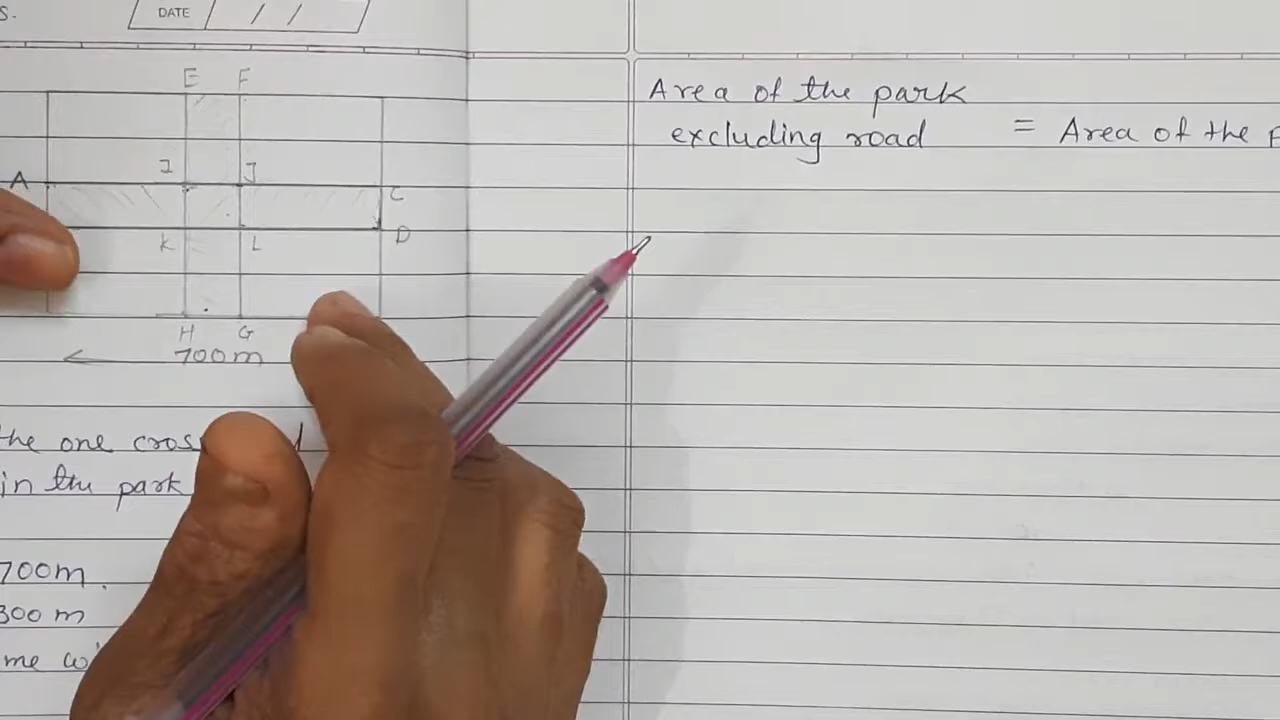 S.
DATE / /
E F
I J
A C
K L D
H G
700m
the one cros
in the park
700m.
300 m
me wi
Area of the park
excluding road = Area of the P